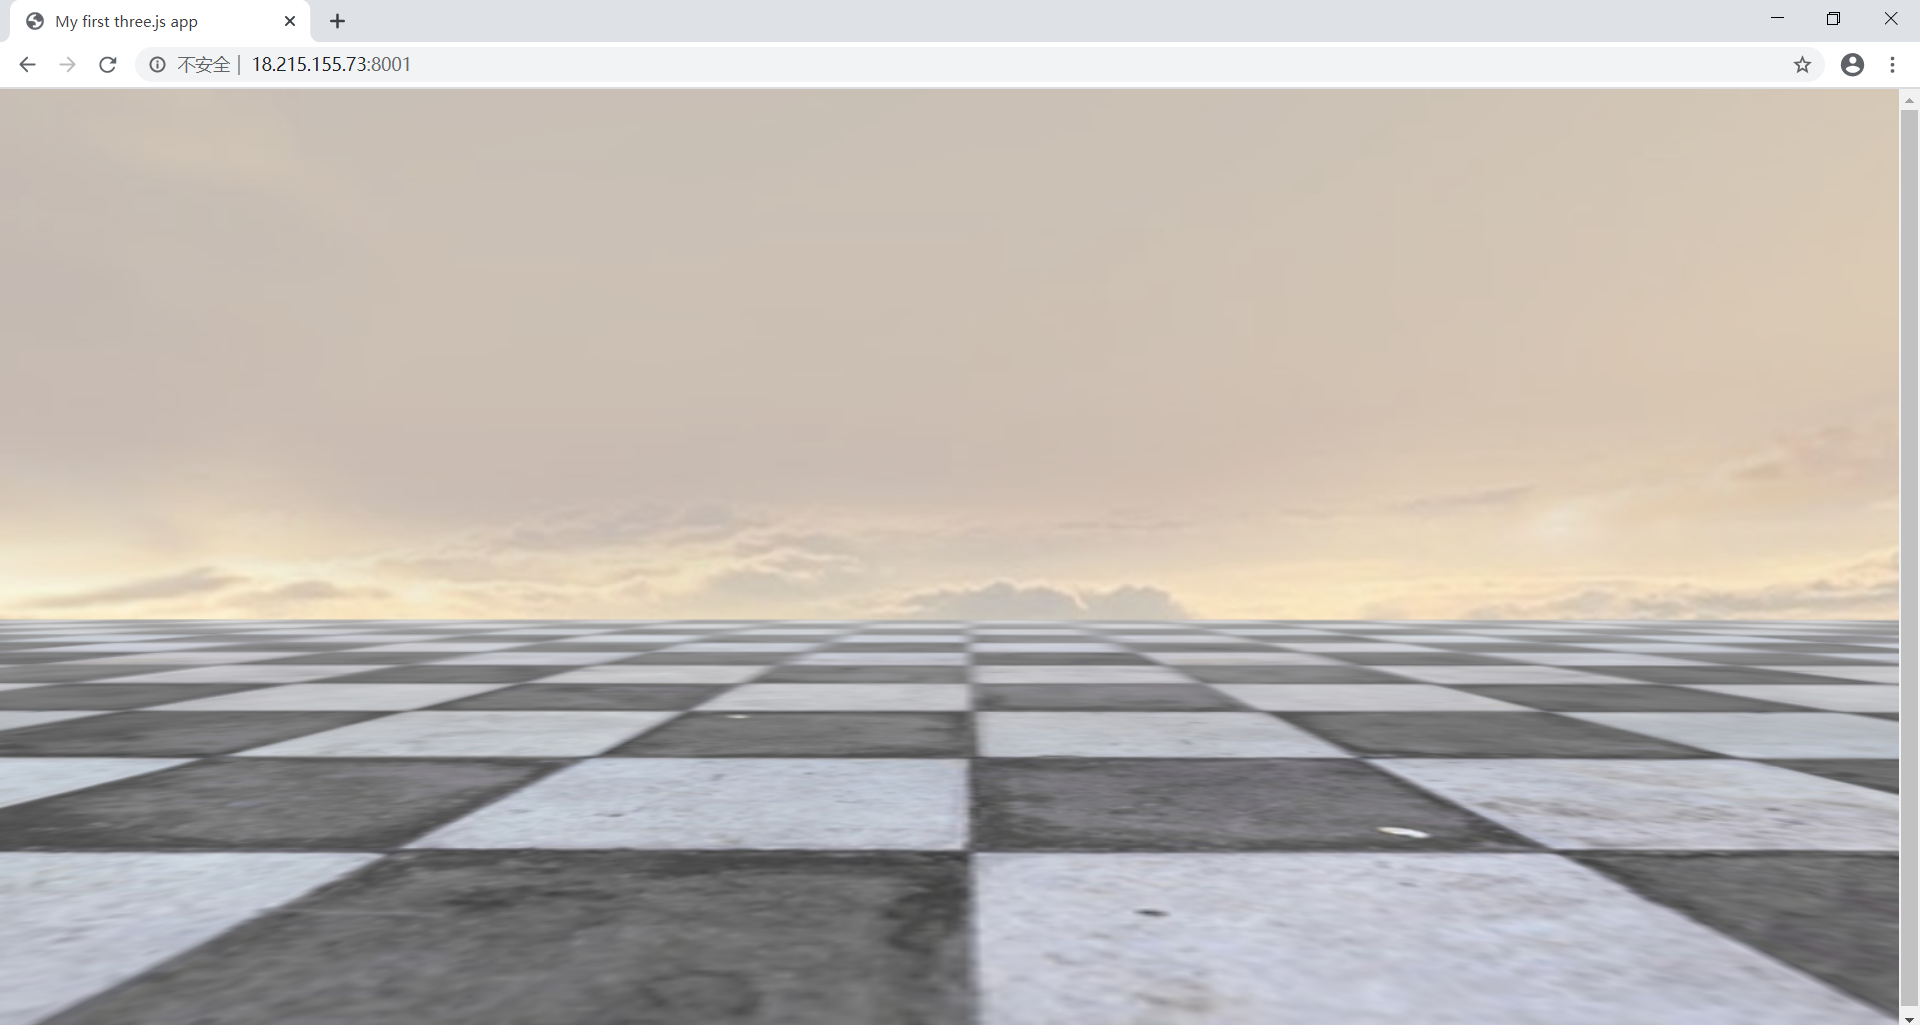 My first three.js app
不安全 | 18.215.155.73:8001